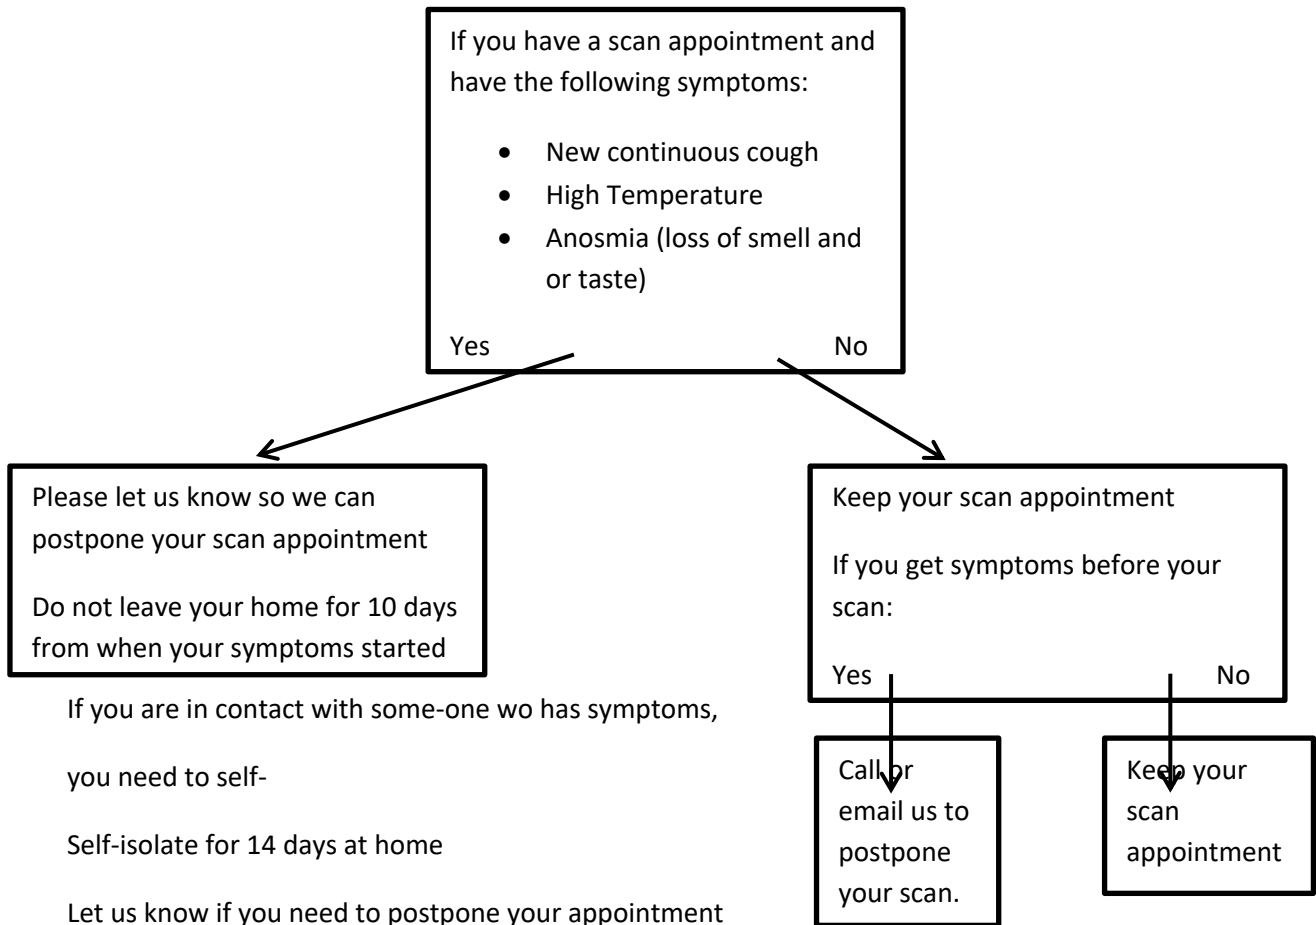 If you have a scan appointment and
have the following symptoms:
• New continuous cough
• High Temperature
• Anosmia (loss of smell and
or taste)
Yes No
Please let us know so we can
postpone your scan appointment
Do not leave your home for 10 days
from when your symptoms started
Keep your scan appointment
If you get symptoms before your
scan:
Yes No
If you are in contact with some-one wo has symptoms,
you need to self-
Self-isolate for 14 days at home
Let us know if you need to postpone your appointment
Call or
email us to
postpone
your scan.
Keep your
scan
appointment